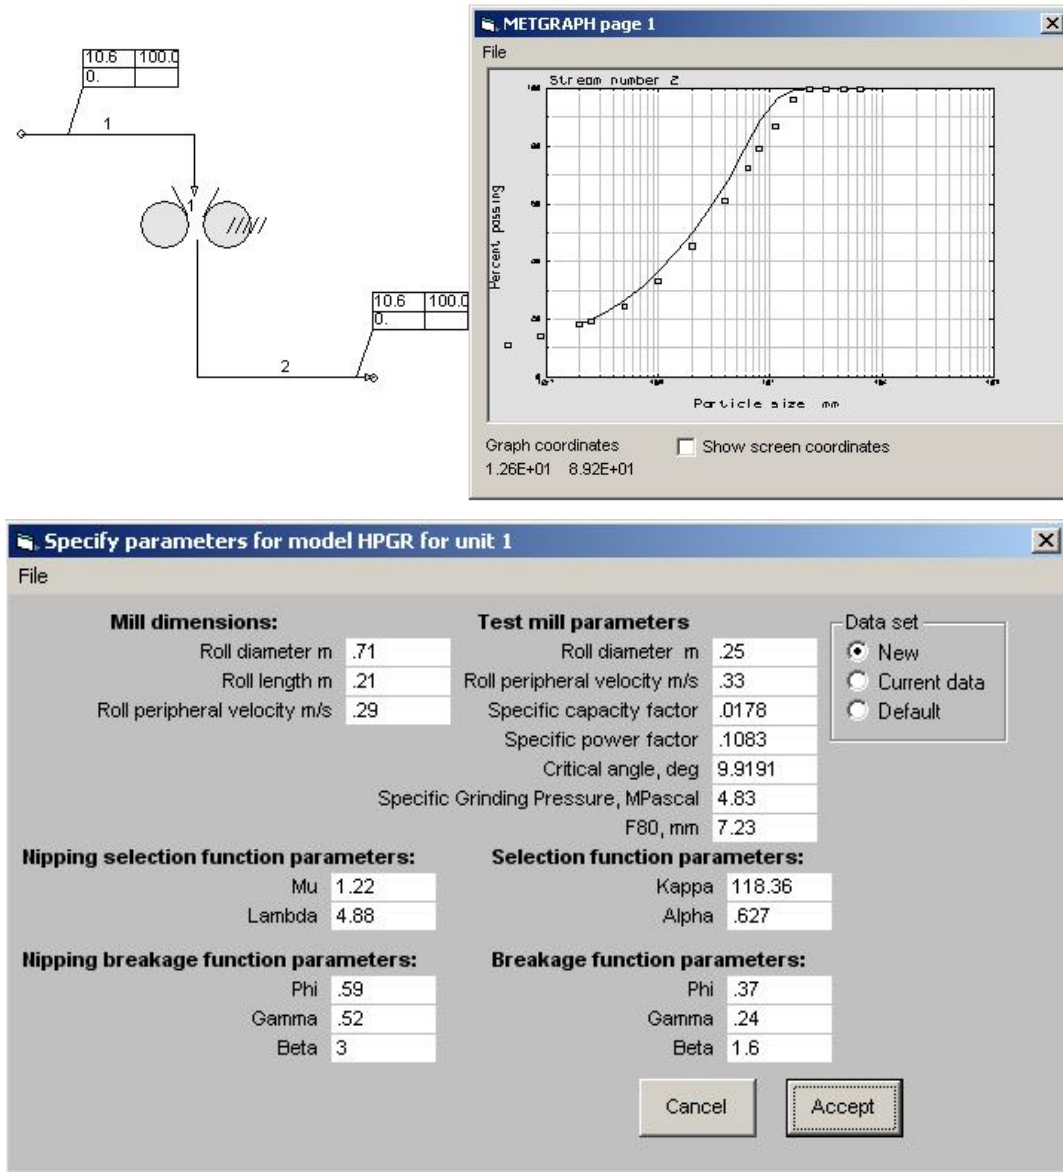 10.6 100.0
0.
1
1
10.6 100.0
0.
2
METGRAPH page 1
File
Stream number 2
Percent passing
Particle size mm
Graph coordinates
Show screen coordinates
1.26E+01 8.92E+01
Specify parameters for model HPGR for unit 1
File
Mill dimensions:
Roll diameter m .71
Roll length m .21
Roll peripheral velocity m/s .29
Test mill parameters
Roll diameter m .25
Roll peripheral velocity m/s .33
Specific capacity factor .0178
Specific power factor .1083
Critical angle, deg 9.9191
Specific Grinding Pressure, MPascal 4.83
F80, mm 7.23
Data set
New
Current data
Default
Nipping selection function parameters:
Mu 1.22
Lambda 4.88
Selection function parameters:
Kappa 118.36
Alpha .627
Nipping breakage function parameters:
Phi .59
Gamma .52
Beta 3
Breakage function parameters:
Phi .37
Gamma .24
Beta 1.6
Cancel
Accept